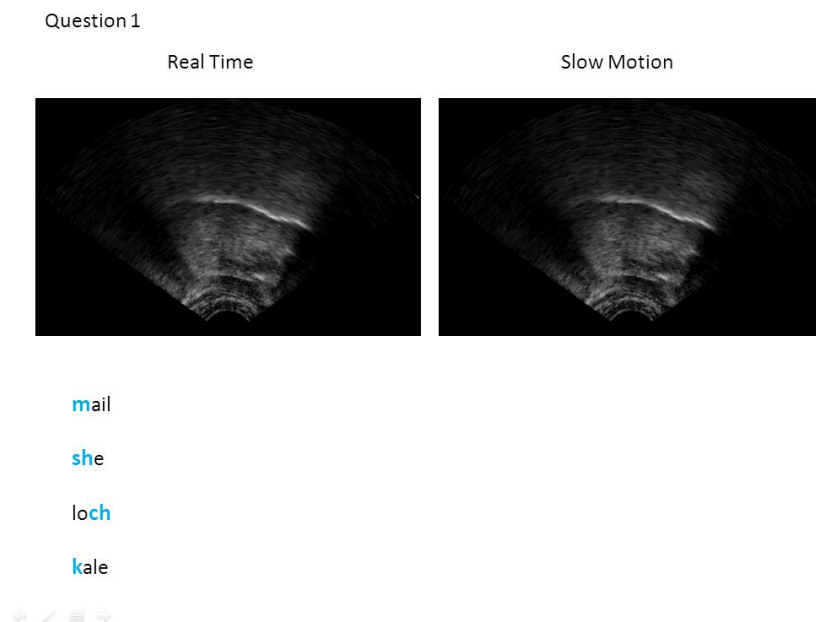 Question 1
Real Time
Slow Motion
mail
she
loch
kale